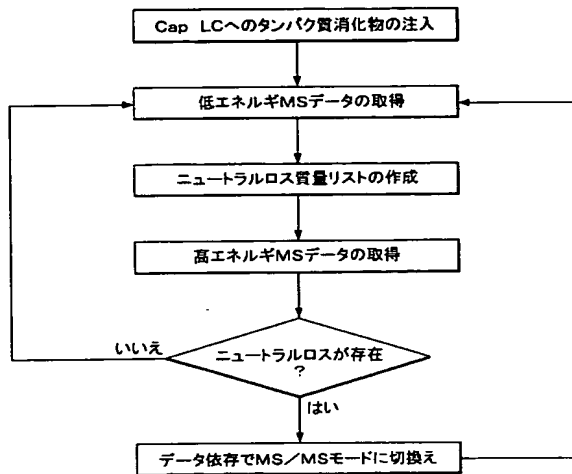 Cap LCへのタンパク質消化物の注入
低エネルギMSデータの取得
ニュートラルロス質量リストの作成
高エネルギMSデータの取得
いいえ
ニュートラルロスが存在
?
はい
データ依存でMS/MSモードに切換え